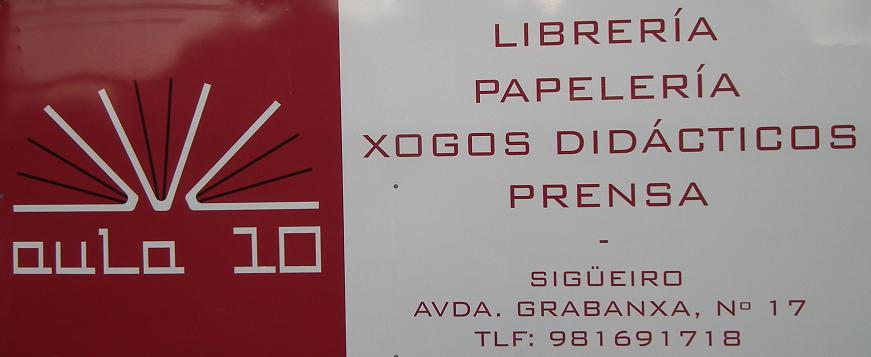 aula 10
LIBRERÍA
PAPELERÍA
XOGOS DIDÁCTICOS
PRENSA
-
SIGÜEIRO
AVDA. GRABANXA, Nº 17
TLF: 981691718